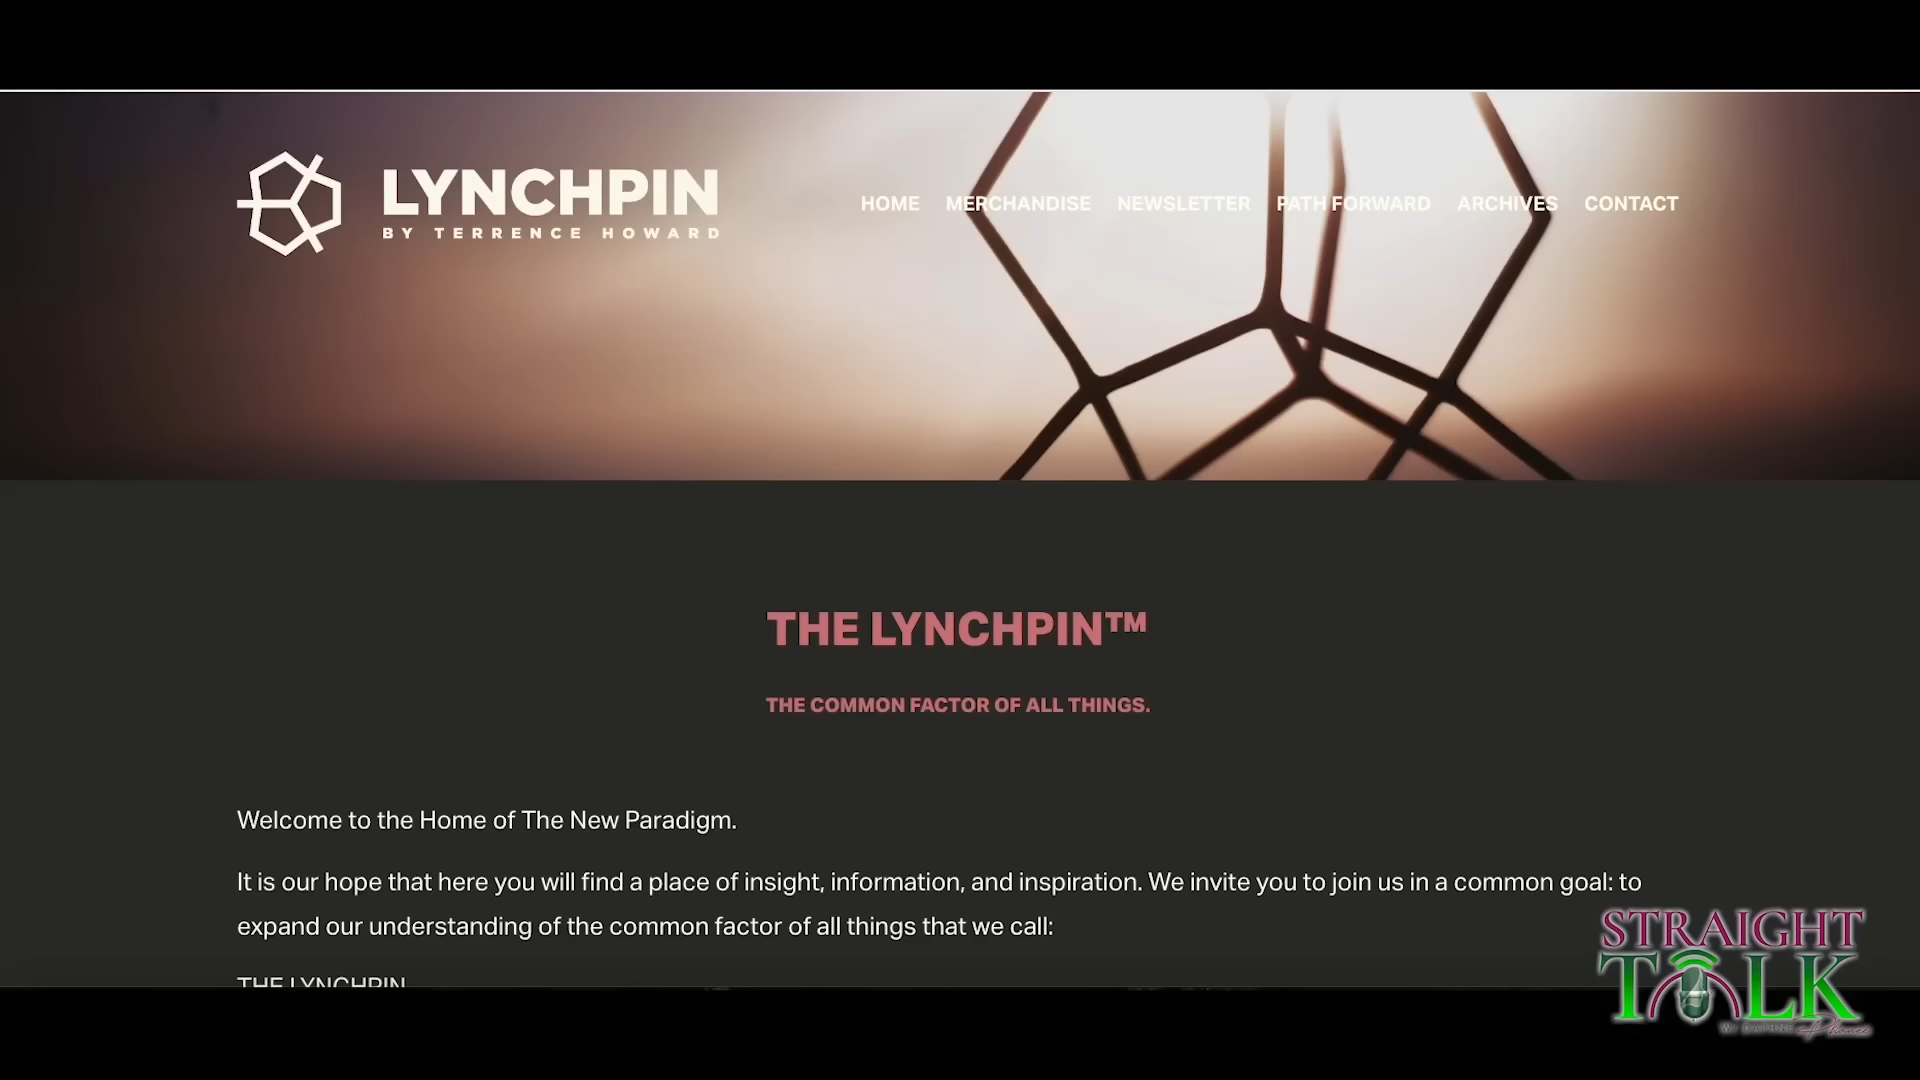 LYNCHPIN
BY TERRENCE HOWARD
HOME MERCHANDISE NEWSLETTER PATH FORWARD ARCHIVES CONTACT
THE LYNCHPIN™
THE COMMON FACTOR OF ALL THINGS.
Welcome to the Home of The New Paradigm.
It is our hope that here you will find a place of insight, information, and inspiration. We invite you to join us in a common goal: to
expand our understanding of the common factor of all things that we call:
THE LYNCHPIN
STRAIGHT
TALK
W/ DAPHNE